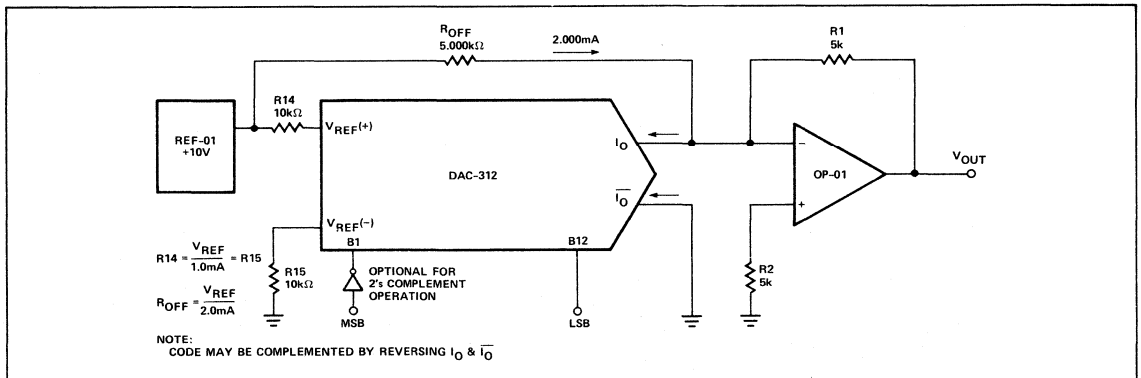 ROFF
5.000kΩ
2.000mA
R1
5k
R14
10kΩ
REF-01
+10V
VREF(+)
IO
DAC-312
OP-01
VOUT
IO
VREF(−)
B1
B12
−
+
R14 = VREF / 1.0mA = R15
ROFF = VREF / 2.0mA
R15
10kΩ
OPTIONAL FOR
2's COMPLEMENT
OPERATION
R2
5k
MSB
LSB
NOTE:
CODE MAY BE COMPLEMENTED BY REVERSING IO & I̅O̅